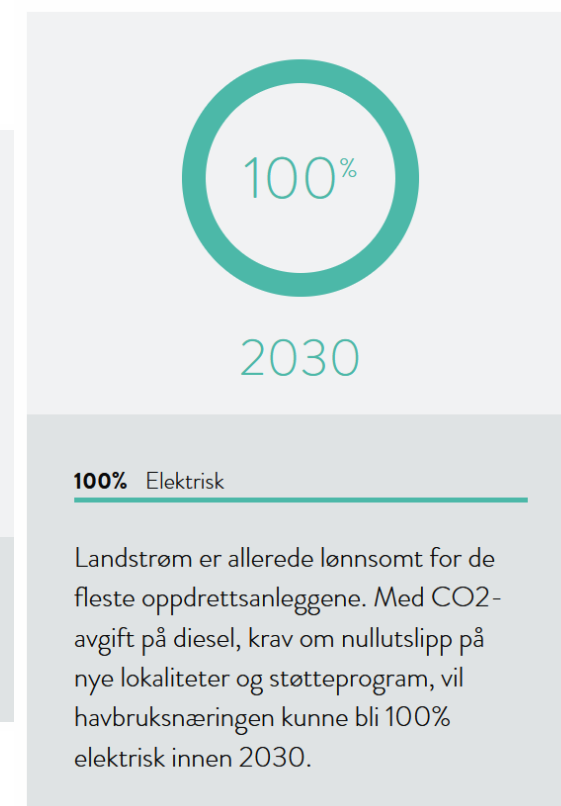 100%
2030
100% Elektrisk
Landstrøm er allerede lønnsomt for de
fleste oppdrettsanleggene. Med CO2-
avgift på diesel, krav om nullutslipp på
nye lokaliteter og støtteprogram, vil
havbruksnæringen kunne bli 100%
elektrisk innen 2030.